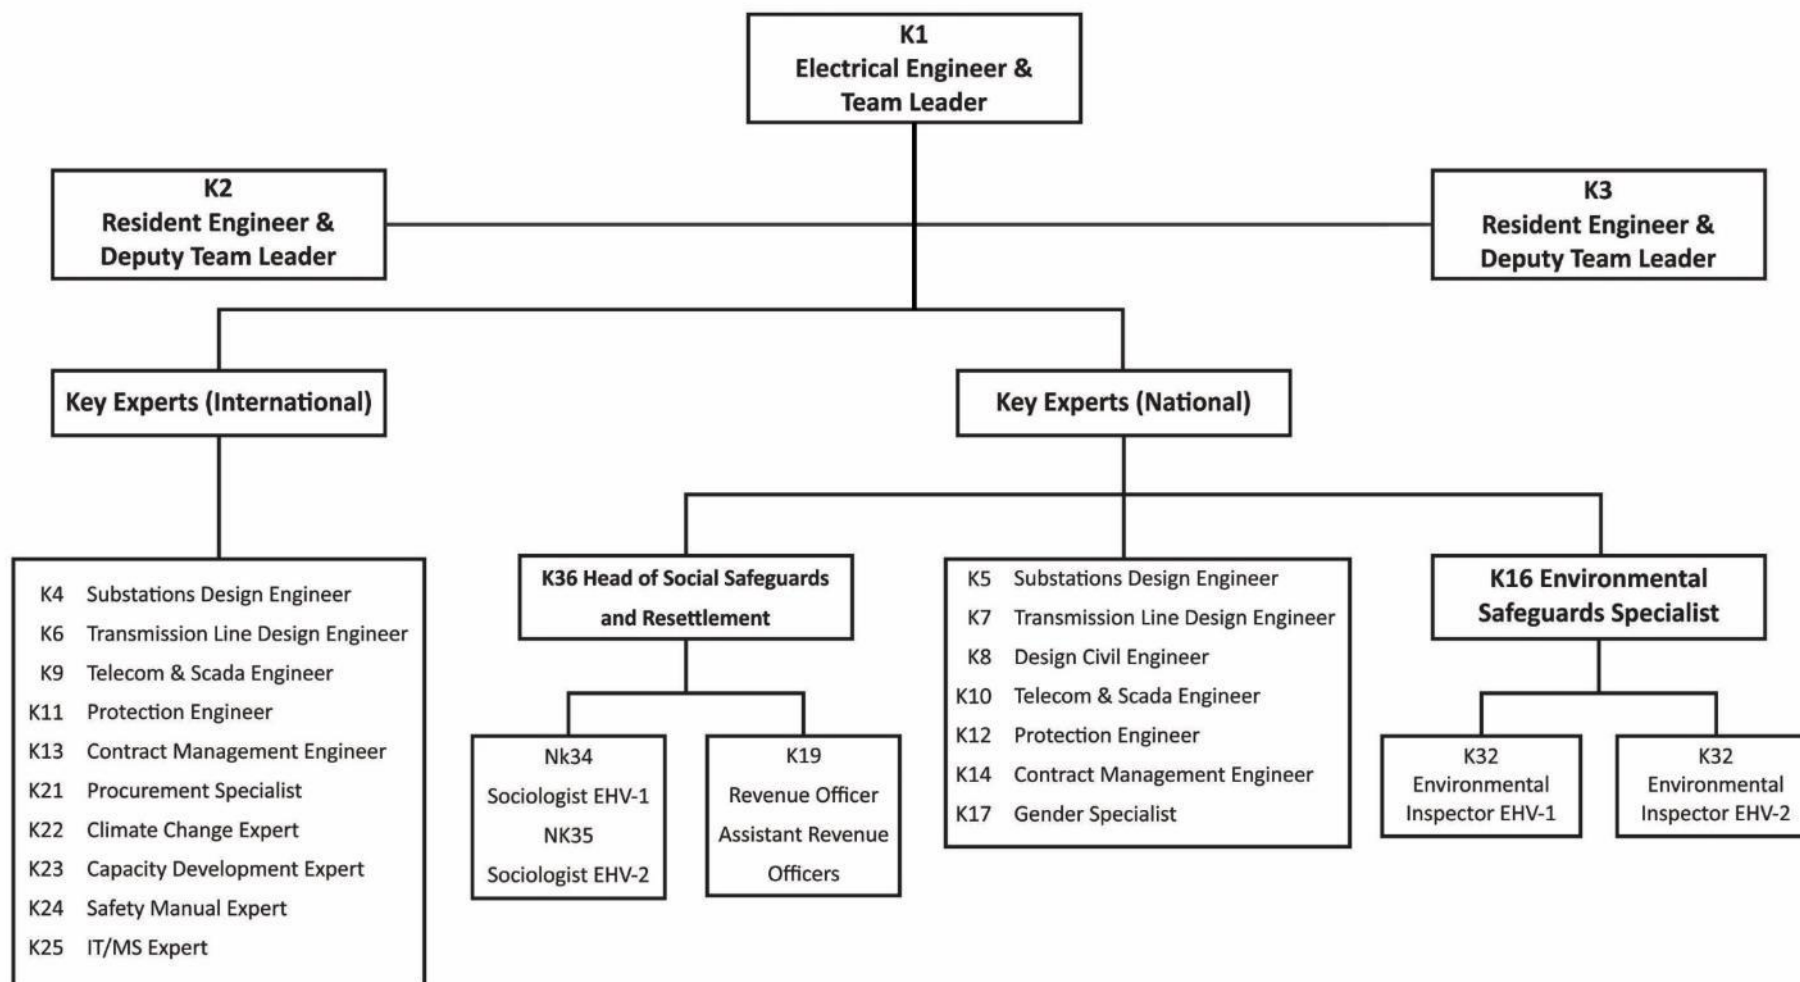 K1
Electrical Engineer &
Team Leader
K2
Resident Engineer &
Deputy Team Leader
K3
Resident Engineer &
Deputy Team Leader
Key Experts (International)
Key Experts (National)
K4 Substations Design Engineer
K6 Transmission Line Design Engineer
K9 Telecom & Scada Engineer
K11 Protection Engineer
K13 Contract Management Engineer
K21 Procurement Specialist
K22 Climate Change Expert
K23 Capacity Development Expert
K24 Safety Manual Expert
K25 IT/MS Expert
K36 Head of Social Safeguards
and Resettlement
Nk34
Sociologist EHV-1
NK35
Sociologist EHV-2
K19
Revenue Officer
Assistant Revenue
Officers
K5 Substations Design Engineer
K7 Transmission Line Design Engineer
K8 Design Civil Engineer
K10 Telecom & Scada Engineer
K12 Protection Engineer
K14 Contract Management Engineer
K17 Gender Specialist
K16 Environmental
Safeguards Specialist
K32
Environmental
Inspector EHV-1
K32
Environmental
Inspector EHV-2